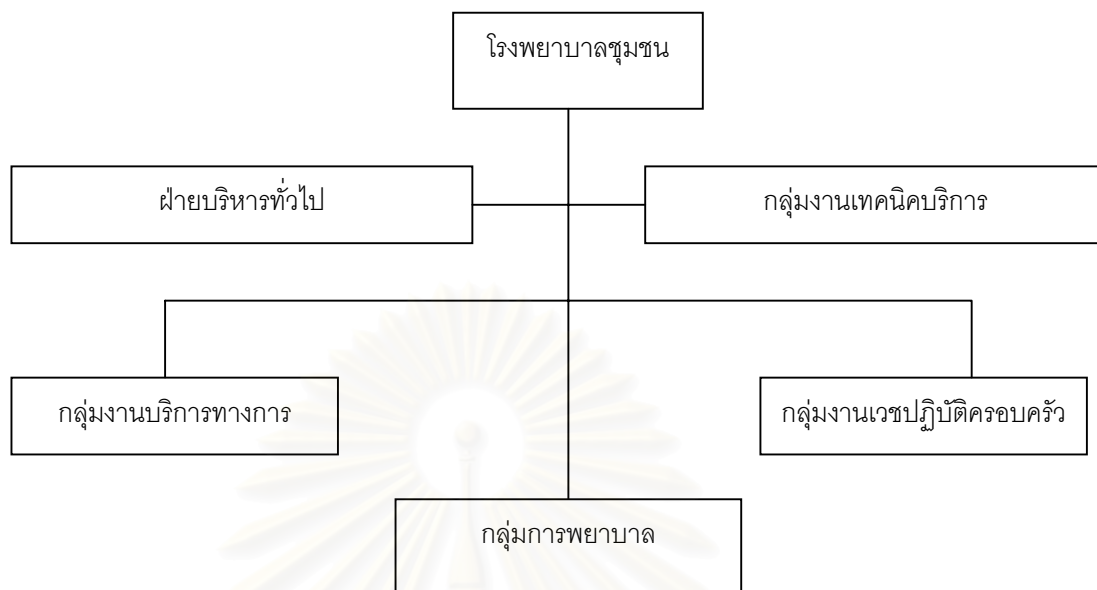 โรงพยาบาลชุมชน
ฝ่ายบริหารทั่วไป
กลุ่มงานเทคนิคบริการ
กลุ่มงานบริการทางการ
กลุ่มงานเวชปฏิบัติครอบครัว
กลุ่มการพยาบาล